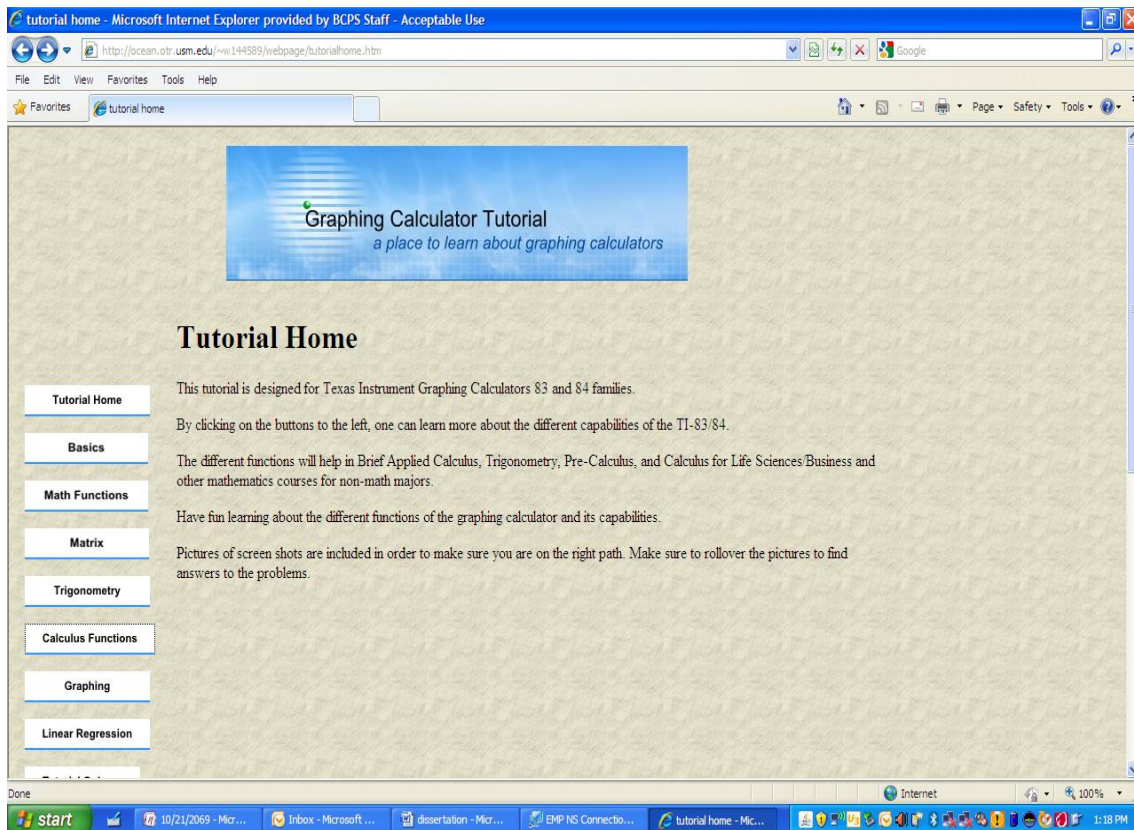 tutorial home - Microsoft Internet Explorer provided by BCPS Staff - Acceptable Use
http://ocean.otr.usm.edu/~w144589/webpage/tutorialhome.htm
Google
File Edit View Favorites Tools Help
Favorites tutorial home Page Safety Tools
Graphing Calculator Tutorial
a place to learn about graphing calculators
Tutorial Home
This tutorial is designed for Texas Instrument Graphing Calculators 83 and 84 families.
By clicking on the buttons to the left, one can learn more about the different capabilities of the TI-83/84.
The different functions will help in Brief Applied Calculus, Trigonometry, Pre-Calculus, and Calculus for Life Sciences/Business and
other mathematics courses for non-math majors.
Have fun learning about the different functions of the graphing calculator and its capabilities.
Pictures of screen shots are included in order to make sure you are on the right path. Make sure to rollover the pictures to find
answers to the problems.
Tutorial Home
Basics
Math Functions
Matrix
Trigonometry
Calculus Functions
Graphing
Linear Regression
Done Internet 100%
start 10/21/2069 - Micr... Inbox - Microsoft ... dissertation - Micr... EMP NS Connectio... tutorial home - Mic... 1:18 PM